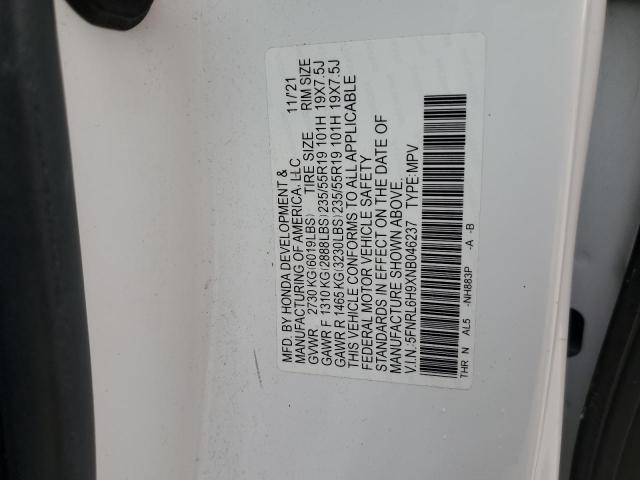 MFD. BY HONDA DEVELOPMENT &
MANUFACTURING OF AMERICA, LLC 11/21
GVWR 2730 KG(6019LBS) TIRE SIZE RIM SIZE
GAWR F 1310 KG(2888LBS)235/55R19 101H 19X7.5J
GAWR R 1465 KG(3230LBS)235/55R19 101H 19X7.5J
THIS VEHICLE CONFORMS TO ALL APPLICABLE
FEDERAL MOTOR VEHICLE SAFETY
STANDARDS IN EFFECT ON THE DATE OF
MANUFACTURE SHOWN ABOVE.
V.I.N.:5FNRL6H9XNB046237 TYPE:MPV
THR N AL5 -NH883P -A -B